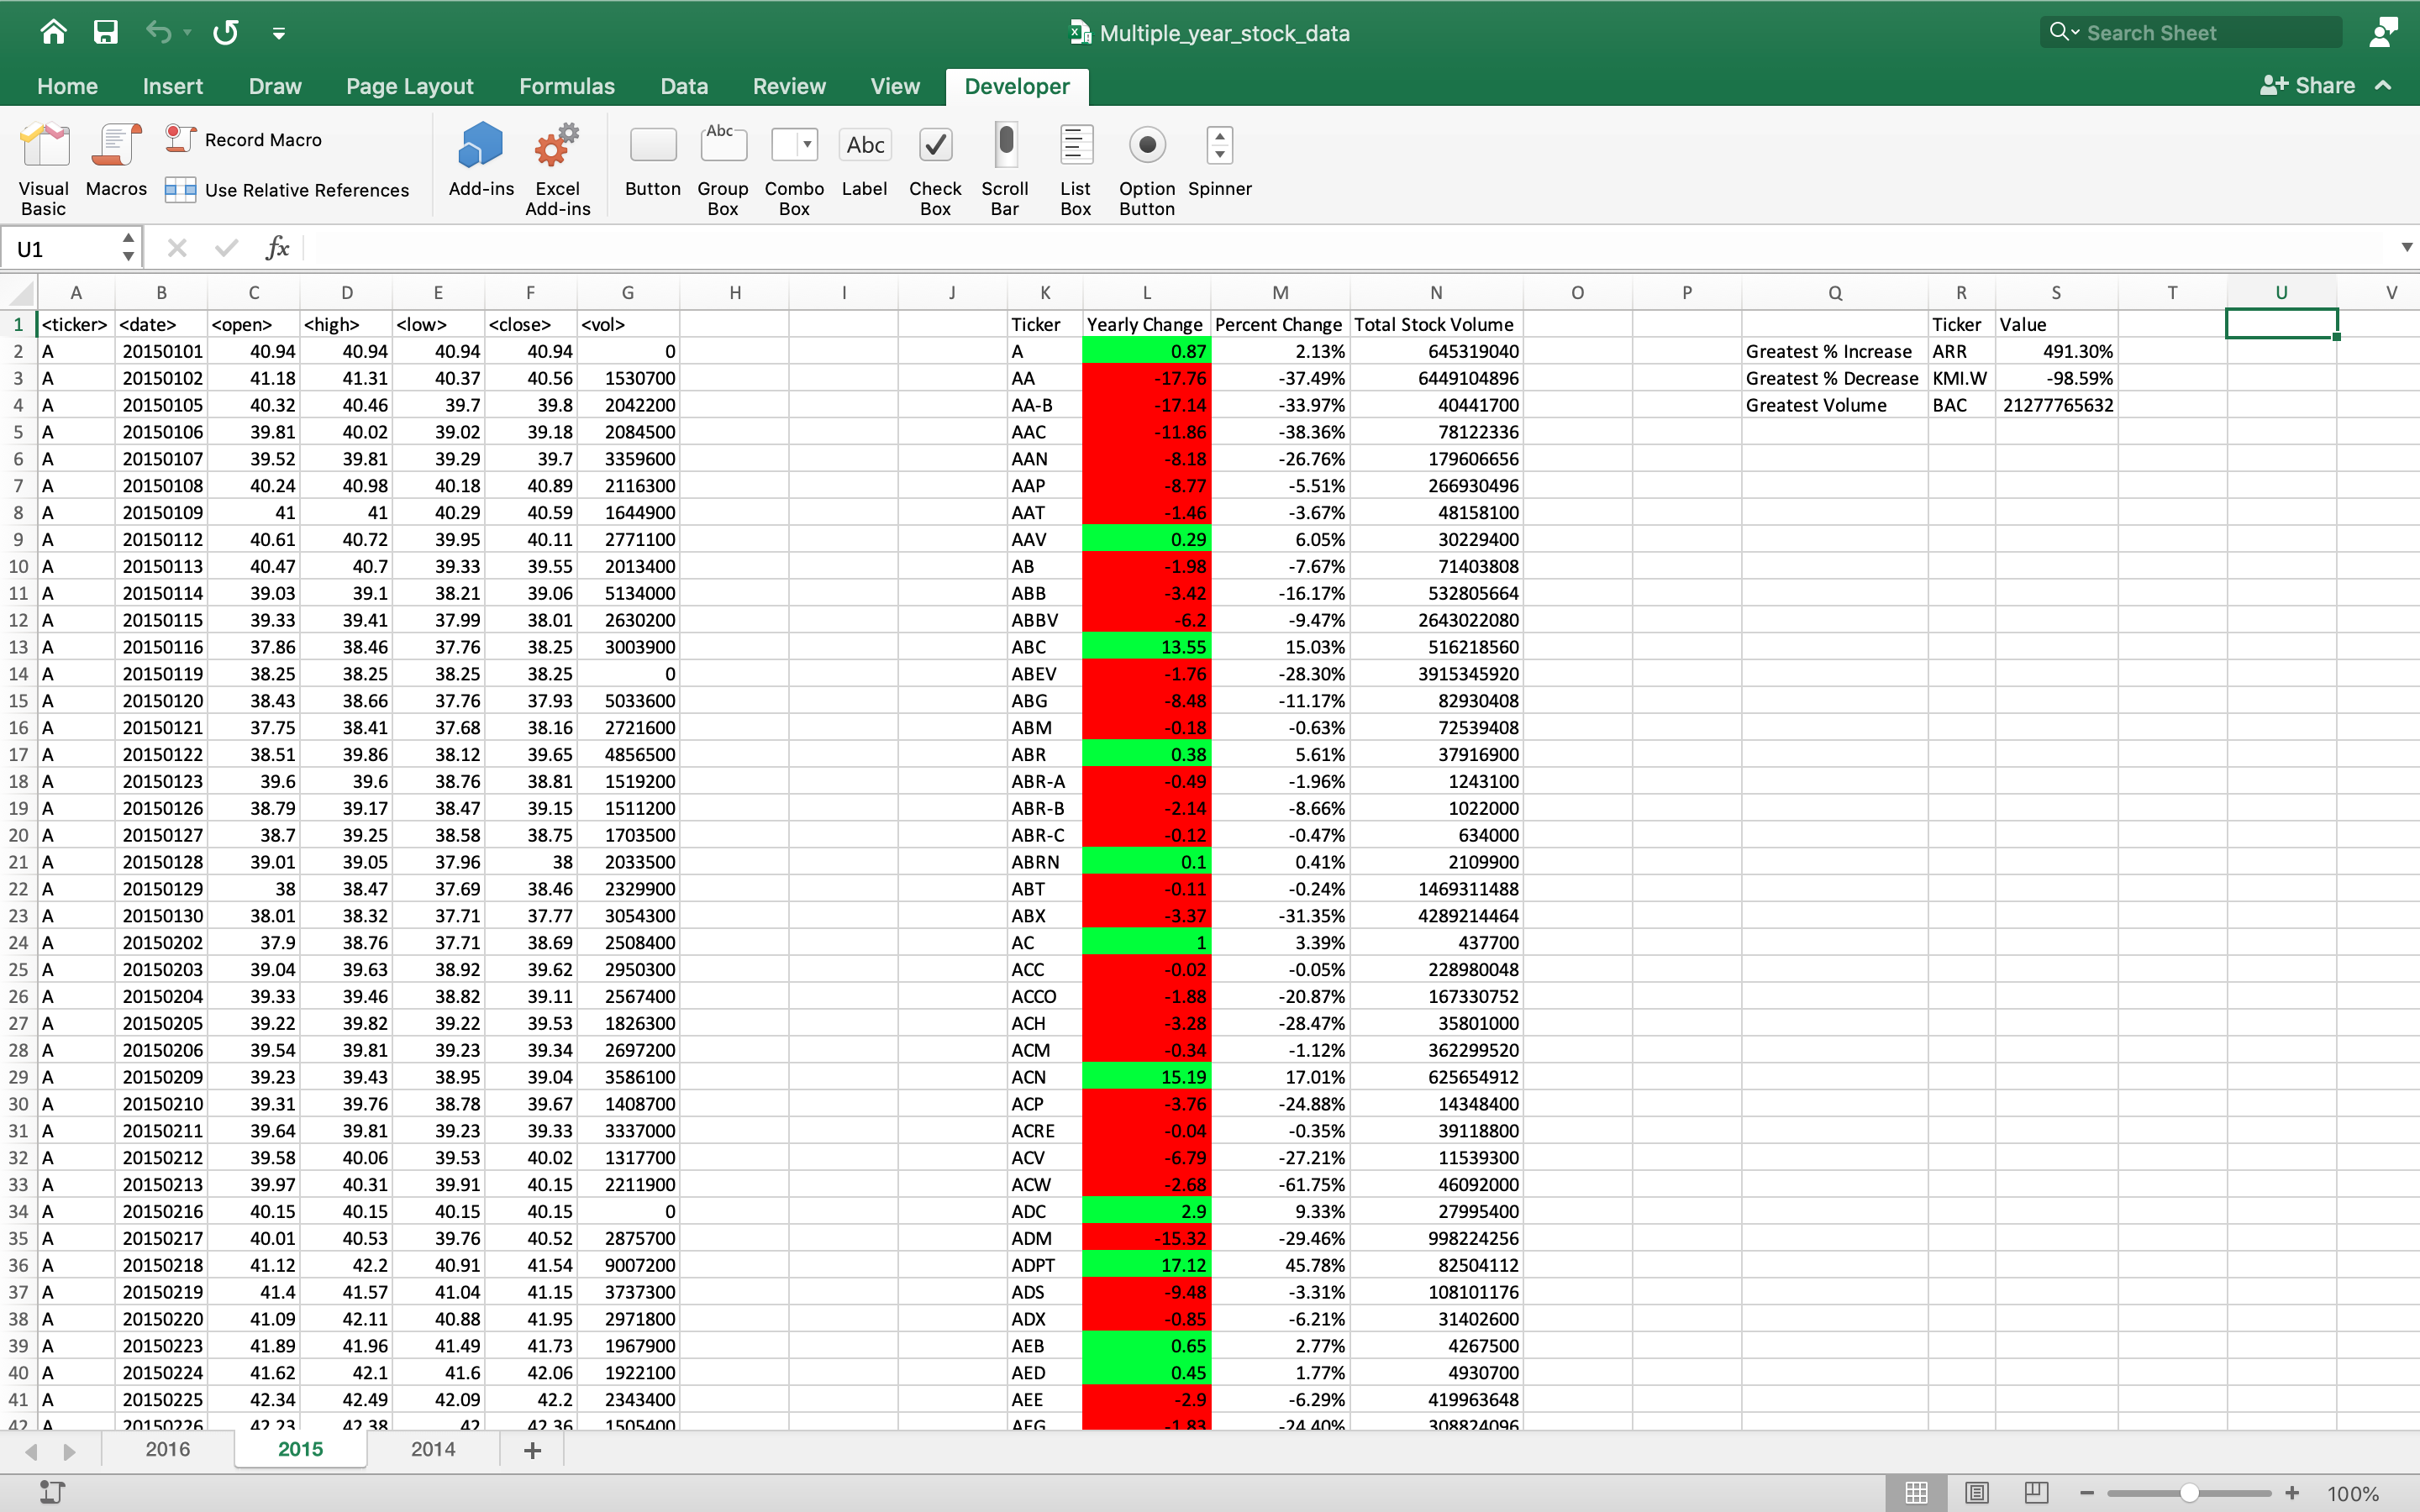 Multiple_year_stock_data
Search Sheet
Home Insert Draw Page Layout Formulas Data Review View Developer Share
Visual Basic
Macros
Record Macro
Use Relative References
Add-ins
Excel Add-ins
Button
Abc
Group Box
Combo Box
Abc
Label
Check Box
Scroll Bar
List Box
Option Button
Spinner
U1 fx
A B C D E F G H I J K L M N O P Q R S T U V
1 <ticker> <date> <open> <high> <low> <close> <vol> Ticker Yearly Change Percent Change Total Stock Volume Ticker Value
2 A 20150101 40.94 40.94 40.94 40.94 0 A 0.87 2.13% 645319040 Greatest % Increase ARR 491.30%
3 A 20150102 41.18 41.31 40.37 40.56 1530700 AA -17.76 -37.49% 6449104896 Greatest % Decrease KMI.W -98.59%
4 A 20150105 40.32 40.46 39.7 39.8 2042200 AA-B -17.14 -33.97% 40441700 Greatest Volume BAC 21277765632
5 A 20150106 39.81 40.02 39.02 39.18 2084500 AAC -11.86 -38.36% 78122336
6 A 20150107 39.52 39.81 39.29 39.7 3359600 AAN -8.18 -26.76% 179606656
7 A 20150108 40.24 40.98 40.18 40.89 2116300 AAP -8.77 -5.51% 266930496
8 A 20150109 41 41 40.29 40.59 1644900 AAT -1.46 -3.67% 48158100
9 A 20150112 40.61 40.72 39.95 40.11 2771100 AAV 0.29 6.05% 30229400
10 A 20150113 40.47 40.7 39.33 39.55 2013400 AB -1.98 -7.67% 71403808
11 A 20150114 39.03 39.1 38.21 39.06 5134000 ABB -3.42 -16.17% 532805664
12 A 20150115 39.33 39.41 37.99 38.01 2630200 ABBV -6.2 -9.47% 2643022080
13 A 20150116 37.86 38.46 37.76 38.25 3003900 ABC 13.55 15.03% 516218560
14 A 20150119 38.25 38.25 38.25 38.25 0 ABEV -1.76 -28.30% 3915345920
15 A 20150120 38.43 38.66 37.76 37.93 5033600 ABG -8.48 -11.17% 82930408
16 A 20150121 37.75 38.41 37.68 38.16 2721600 ABM -0.18 -0.63% 72539408
17 A 20150122 38.51 39.86 38.12 39.65 4856500 ABR 0.38 5.61% 37916900
18 A 20150123 39.6 39.6 38.76 38.81 1519200 ABR-A -0.49 -1.96% 1243100
19 A 20150126 38.79 39.17 38.47 39.15 1511200 ABR-B -2.14 -8.66% 1022000
20 A 20150127 38.7 39.25 38.58 38.75 1703500 ABR-C -0.12 -0.47% 634000
21 A 20150128 39.01 39.05 37.96 38 2033500 ABRN 0.1 0.41% 2109900
22 A 20150129 38 38.47 37.69 38.46 2329900 ABT -0.11 -0.24% 1469311488
23 A 20150130 38.01 38.32 37.71 37.77 3054300 ABX -3.37 -31.35% 4289214464
24 A 20150202 37.9 38.76 37.71 38.69 2508400 AC 1 3.39% 437700
25 A 20150203 39.04 39.63 38.92 39.62 2950300 ACC -0.02 -0.05% 228980048
26 A 20150204 39.33 39.46 38.82 39.11 2567400 ACCO -1.88 -20.87% 167330752
27 A 20150205 39.22 39.82 39.22 39.53 1826300 ACH -3.28 -28.47% 35801000
28 A 20150206 39.54 39.81 39.23 39.34 2697200 ACM -0.34 -1.12% 362299520
29 A 20150209 39.23 39.43 38.95 39.04 3586100 ACN 15.19 17.01% 625654912
30 A 20150210 39.31 39.76 38.78 39.67 1408700 ACP -3.76 -24.88% 14348400
31 A 20150211 39.64 39.81 39.23 39.33 3337000 ACRE -0.04 -0.35% 39118800
32 A 20150212 39.58 40.06 39.53 40.02 1317700 ACV -6.79 -27.21% 11539300
33 A 20150213 39.97 40.31 39.91 40.15 2211900 ACW -2.68 -61.75% 46092000
34 A 20150216 40.15 40.15 40.15 40.15 0 ADC 2.9 9.33% 27995400
35 A 20150217 40.01 40.53 39.76 40.52 2875700 ADM -15.32 -29.46% 998224256
36 A 20150218 41.12 42.2 40.91 41.54 9007200 ADPT 17.12 45.78% 82504112
37 A 20150219 41.4 41.57 41.04 41.15 3737300 ADS -9.48 -3.31% 108101176
38 A 20150220 41.09 42.11 40.88 41.95 2971800 ADX -0.85 -6.21% 31402600
39 A 20150223 41.89 41.96 41.49 41.73 1967900 AEB 0.65 2.77% 4267500
40 A 20150224 41.62 42.1 41.6 42.06 1922100 AED 0.45 1.77% 4930700
41 A 20150225 42.34 42.49 42.09 42.2 2343400 AEE -2.9 -6.29% 419963648
42 A 20150226 42.23 42.38 42 42.36 1505400 AEG -1.83 -24.40% 308824096
2016 2015 2014 +
100%